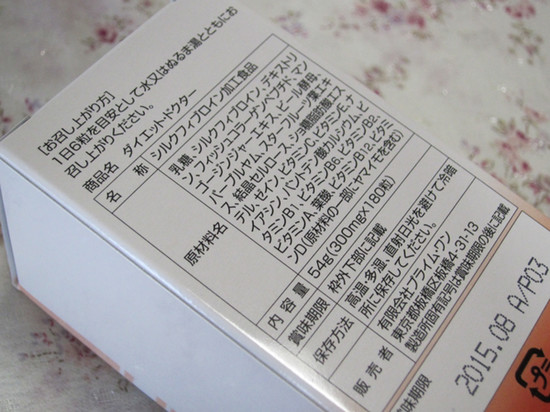 [お召し上がり方]
1日6粒を目安として水又はぬるま湯とともにお
召し上がりください。
商品名 ダイエットドクター
名 称 シルクフィブロイン加工食品
原材料名 乳糖、シルクフィブロイン、デキストリ
ン、フィッシュコラーゲンペプチド、マン
ゴージンジャーエキス、ビール酵母、
パープルヤム、スターフルーツ葉エキ
ス、結晶セルロース、
テル、ゼイン、ビタミンC、ビタミンE、ナ
イアシン、パントテン酸カルシウム、ビ
タミンB1、ビタミンB6、ビタミンB2、
ビタミンA、葉酸、ビタミンD、ビタミンB12、
(原材料の一部にヤマイモを含む)
内 容 量 54g(300mg×180粒)
賞味期限 枠外下部に記載
保存方法 高温・多湿、直射日光を避けて冷暗
所に保存してください。
販 売 者 有限会社プライム・ワン
東京都板橋区板橋4-31-13
製造所固有記号は賞味期限の後に記載
味期限 2015.08 A/P03
プラ